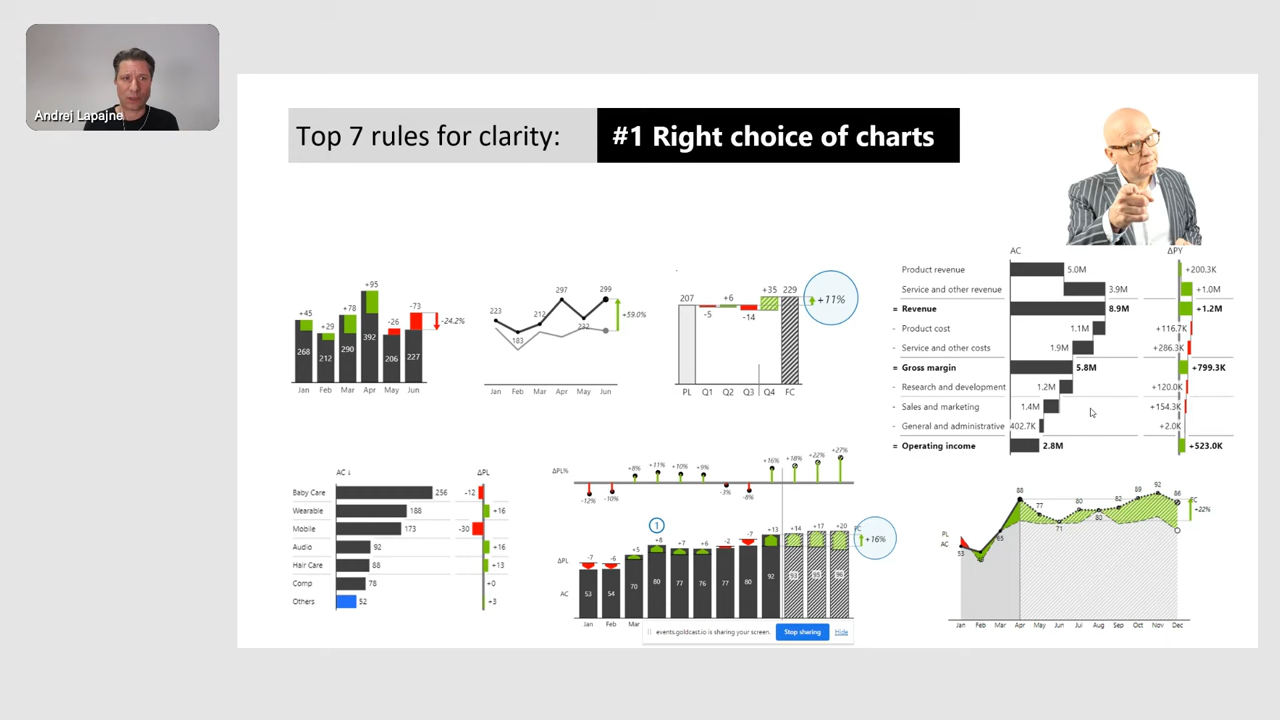 Andrej Lapajne
Top 7 rules for clarity:
#1 Right choice of charts
+45 +29 +78 +95 -26 -73
-24.2%
268 212 290 392 206 227
Jan Feb Mar Apr May Jun
223 183 212 297 232 299
+59.0%
Jan Mar Apr May Jun
207 -5 +6 -14 +35 229
+11%
PL Q1 Q2 Q3 Q4 FC
AC ΔPY
Product revenue 5.0M +200.3K
Service and other revenue 3.9M +1.0M
= Revenue 8.9M +1.2M
- Product cost 1.1M +116.7K
- Service and other costs 1.9M +286.3K
= Gross margin 5.8M +799.3K
- Research and development 1.2M +120.0K
- Sales and marketing 1.4M +154.3K
- General and administrative 402.7K +2.0K
= Operating income 2.8M +523.0K
AC ↓ ΔPL
Baby Care 256 -12
Wearable 188 +16
Mobile 173 -30
Audio 92 +16
Hair Care 88 +13
Comp 78 +0
Others 52 +3
ΔPL%
-12% -10% +8% +11% +10% +9% -3% -8% +16% +18% +22% +27%
1
ΔPL
-7 -6 +5 +8 +7 +6 -2 -7 +13 +14 +17 +20
FC
+16%
AC
53 54 70 80 77 76 77 80 92
Jan Feb Mar
events.goldcast.io is sharing your screen. Stop sharing Hide
PL
AC
53 65 88 77 71 80 80 82 89 92 86
FC
+22%
Jan Feb Mar Apr May Jun Jul Aug Sep Oct Nov Dec